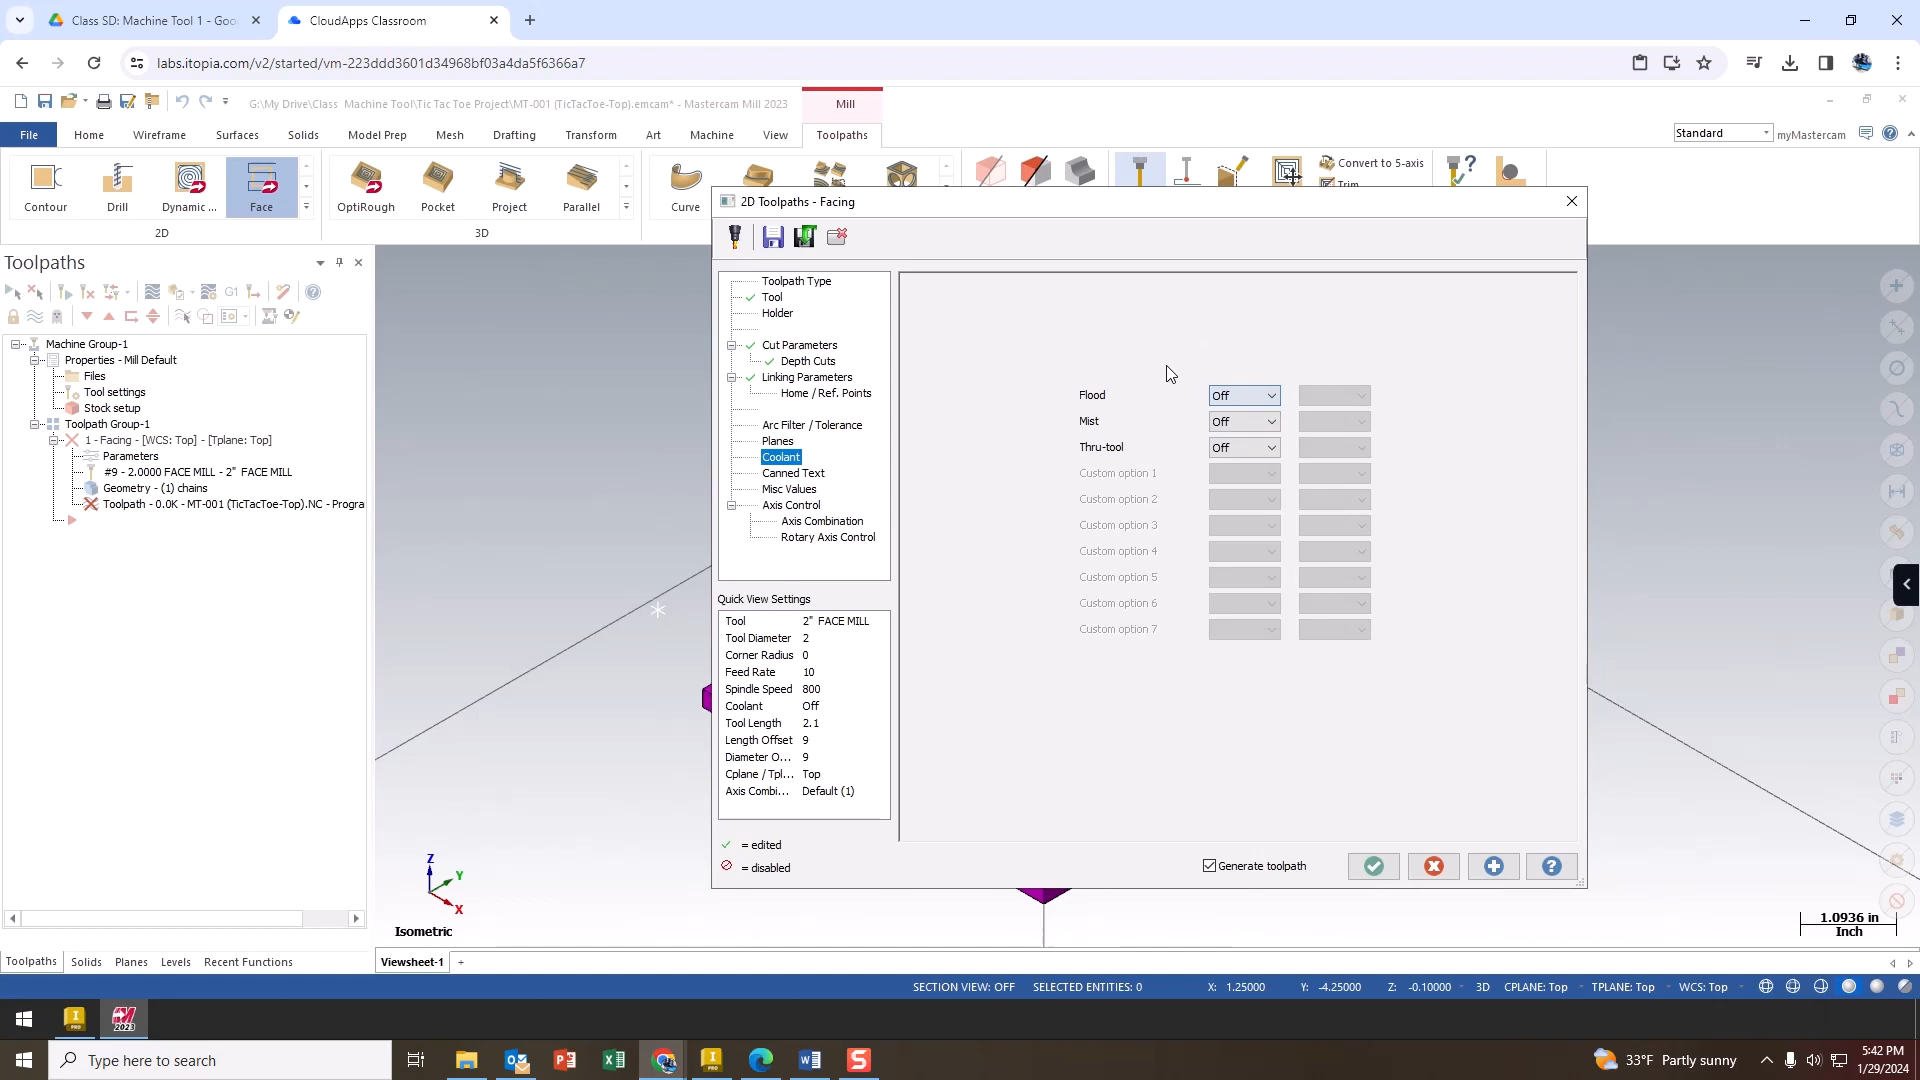 Class SD: Machine Tool 1 - Goo
CloudApps Classroom
labs.itopia.com/v2/started/vm-223ddd3601d34968bf03a4da5f6366a7
G:\My Drive\Class Machine Tool\Tic Tac Toe Project\MT-001 (TicTacToe-Top).emcam* - Mastercam Mill 2023
Mill
File Home Wireframe Surfaces Solids Model Prep Mesh Drafting Transform Art Machine View Toolpaths
Standard myMastercam
Convert to 5-axis
Trim
Contour Drill Dynamic ... Face OptiRough Pocket Project Parallel Curve
2D 3D
2D Toolpaths - Facing
Toolpaths
G1
Machine Group-1
Properties - Mill Default
Files
Tool settings
Stock setup
Toolpath Group-1
1 - Facing - [WCS: Top] - [Tplane: Top]
Parameters
#9 - 2.0000 FACE MILL - 2" FACE MILL
Geometry - (1) chains
Toolpath - 0.0K - MT-001 (TicTacToe-Top).NC - Progra
Toolpath Type
Tool
Holder
Cut Parameters
Depth Cuts
Linking Parameters
Home / Ref. Points
Arc Filter / Tolerance
Planes
Coolant
Canned Text
Misc Values
Axis Control
Axis Combination
Rotary Axis Control
Flood Off
Mist Off
Thru-tool Off
Custom option 1
Custom option 2
Custom option 3
Custom option 4
Custom option 5
Custom option 6
Custom option 7
Quick View Settings
Tool 2" FACE MILL
Tool Diameter 2
Corner Radius 0
Feed Rate 10
Spindle Speed 800
Coolant Off
Tool Length 2.1
Length Offset 9
Diameter O... 9
Cplane / Tpl... Top
Axis Combi... Default (1)
= edited
= disabled
Generate toolpath
Z
Y
X
Isometric
1.0936 in
Inch
Toolpaths Solids Planes Levels Recent Functions
Viewsheet-1 +
SECTION VIEW: OFF SELECTED ENTITIES: 0 X: 1.25000 Y: -4.25000 Z: -0.10000 3D CPLANE: Top TPLANE: Top WCS: Top
PRO
2023
Type here to search
PRO
33°F Partly sunny
5:42 PM
1/29/2024